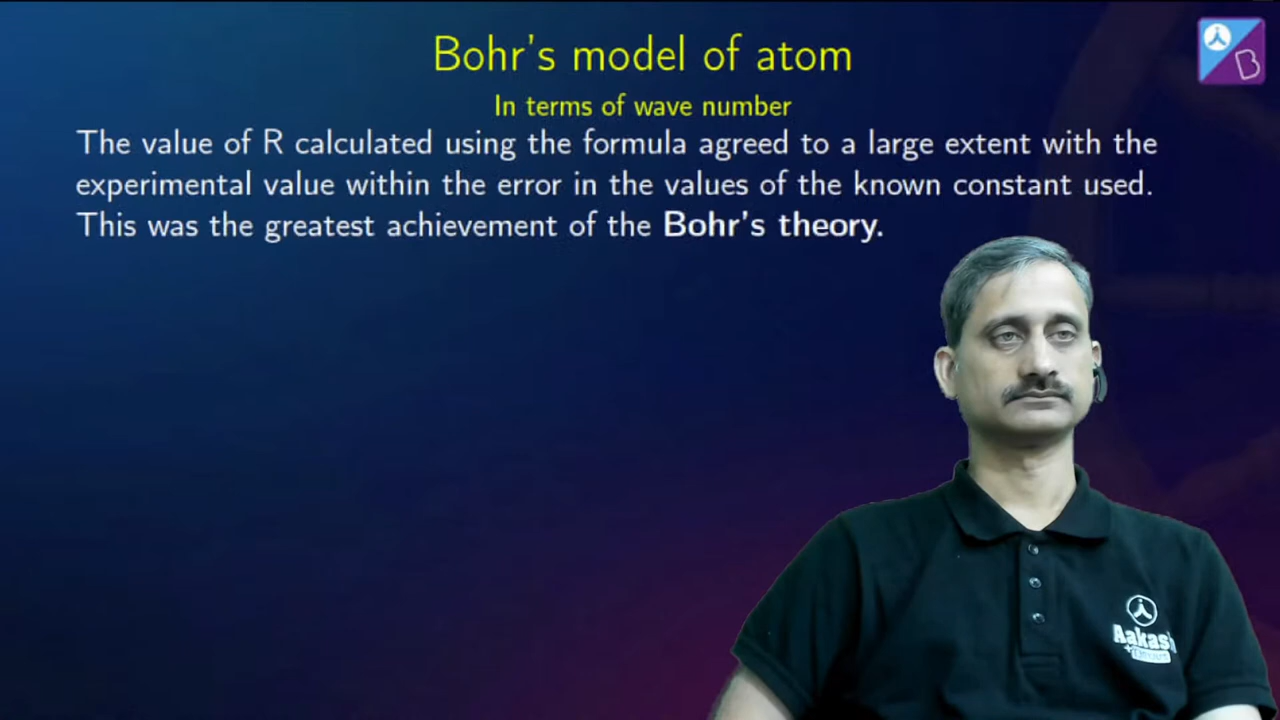 Bohr's model of atom
In terms of wave number
The value of R calculated using the formula agreed to a large extent with the
experimental value within the error in the values of the known constant used.
This was the greatest achievement of the Bohr's theory.
Aakash